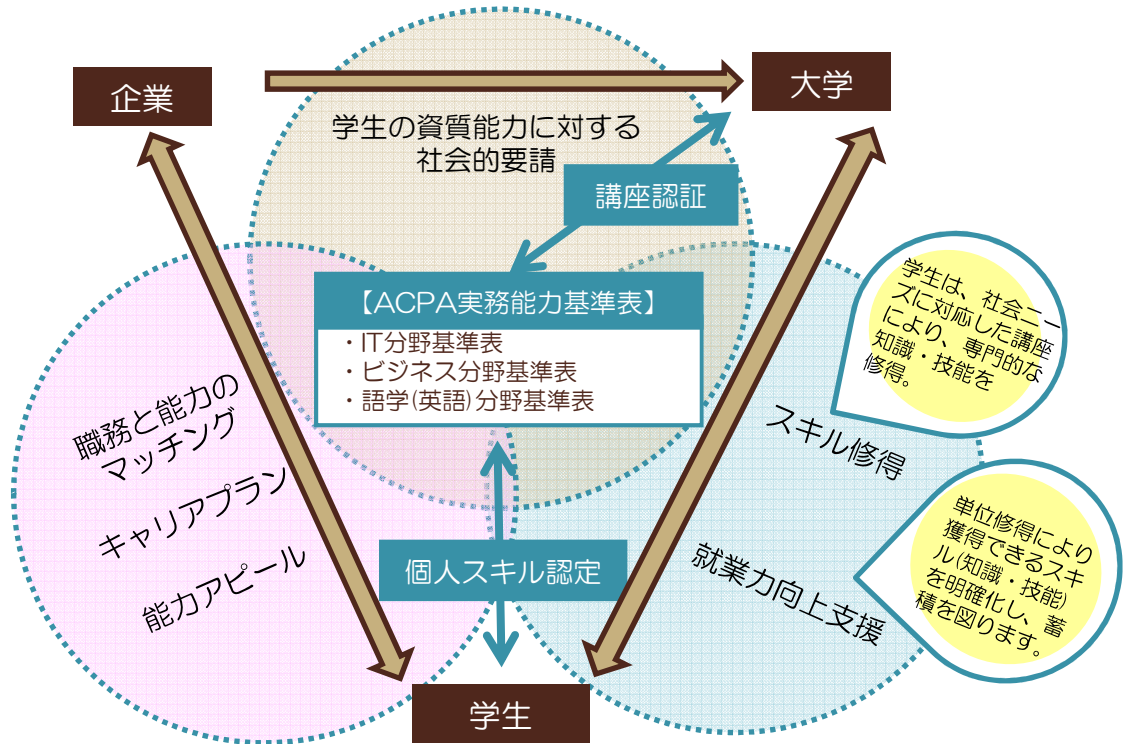 企業
大学
学生の資質能力に対する
社会的要請
講座認証
【ACPA実務能力基準表】
・IT分野基準表
・ビジネス分野基準表
・語学(英語)分野基準表
学生は、社会ニー
ズに対応した講座
により、専門的な
知識・技能を
修得。
職務と能力の
マッチング
キャリアプラン
能力アピール
スキル修得
就業力向上支援
単位修得により
獲得できるスキ
ル(知識・技能)
を明確化し、蓄
積を図ります。
個人スキル認定
学生